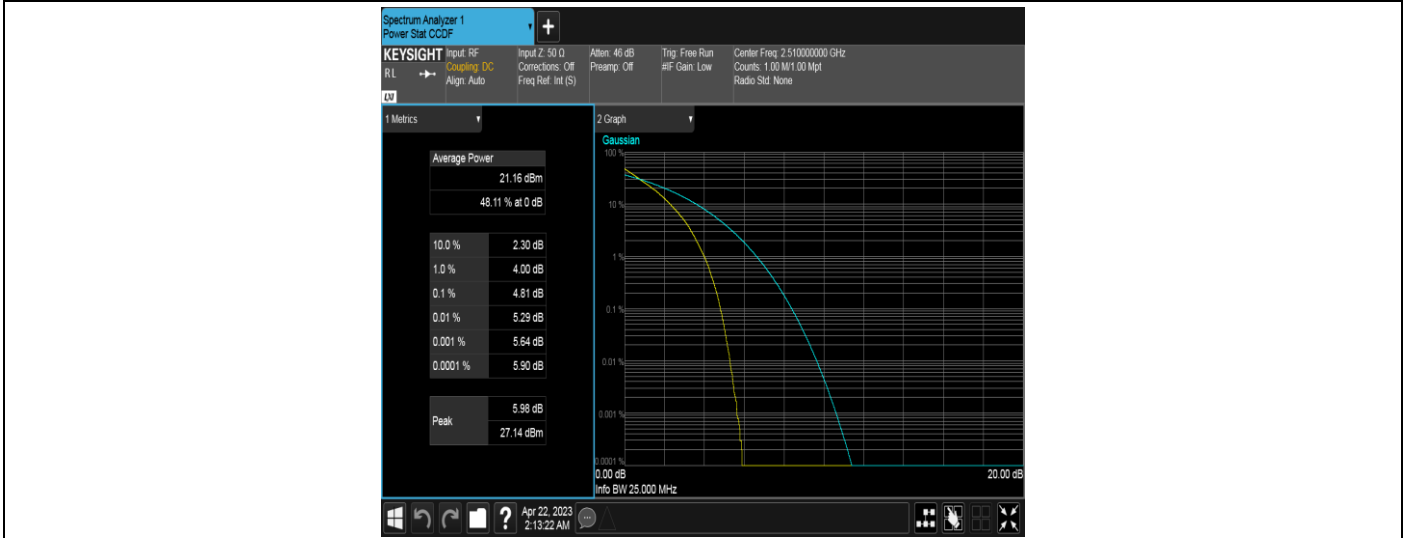 Spectrum Analyzer 1
Power Stat CCDF
+
KEYSIGHT
Input: RF
Input Z: 50 Ω
Atten: 46 dB
Trig: Free Run
Center Freq: 2.510000000 GHz
RL
Coupling: DC
Corrections: Off
Preamp: Off
#IF Gain: Low
Counts: 1.00 M/1.00 Mpt
Align: Auto
Freq Ref: Int (S)
Radio Std: None
LXI
1 Metrics
Average Power
21.16 dBm
48.11 % at 0 dB
10.0 % 2.30 dB
1.0 % 4.00 dB
0.1 % 4.81 dB
0.01 % 5.29 dB
0.001 % 5.64 dB
0.0001 % 5.90 dB
Peak
5.98 dB
27.14 dBm
2 Graph
Gaussian
100 %
10 %
1 %
0.1 %
0.01 %
0.001 %
0.0001 %
0.00 dB
20.00 dB
Info BW 25.000 MHz
?
Apr 22, 2023
2:13:22 AM